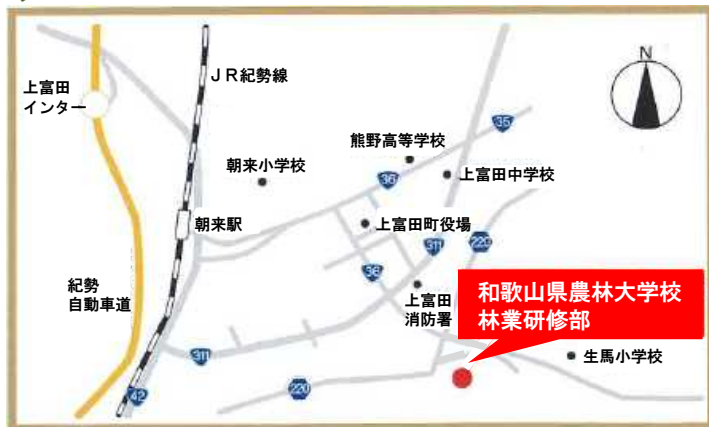 N
JR紀勢線
上富田
インター
35
熊野高等学校
朝来小学校
36
上富田中学校
朝来駅
上富田町役場
311
220
36
紀勢
自動車道
上富田
消防署
和歌山県農林大学校
林業研修部
生馬小学校
311
220
42